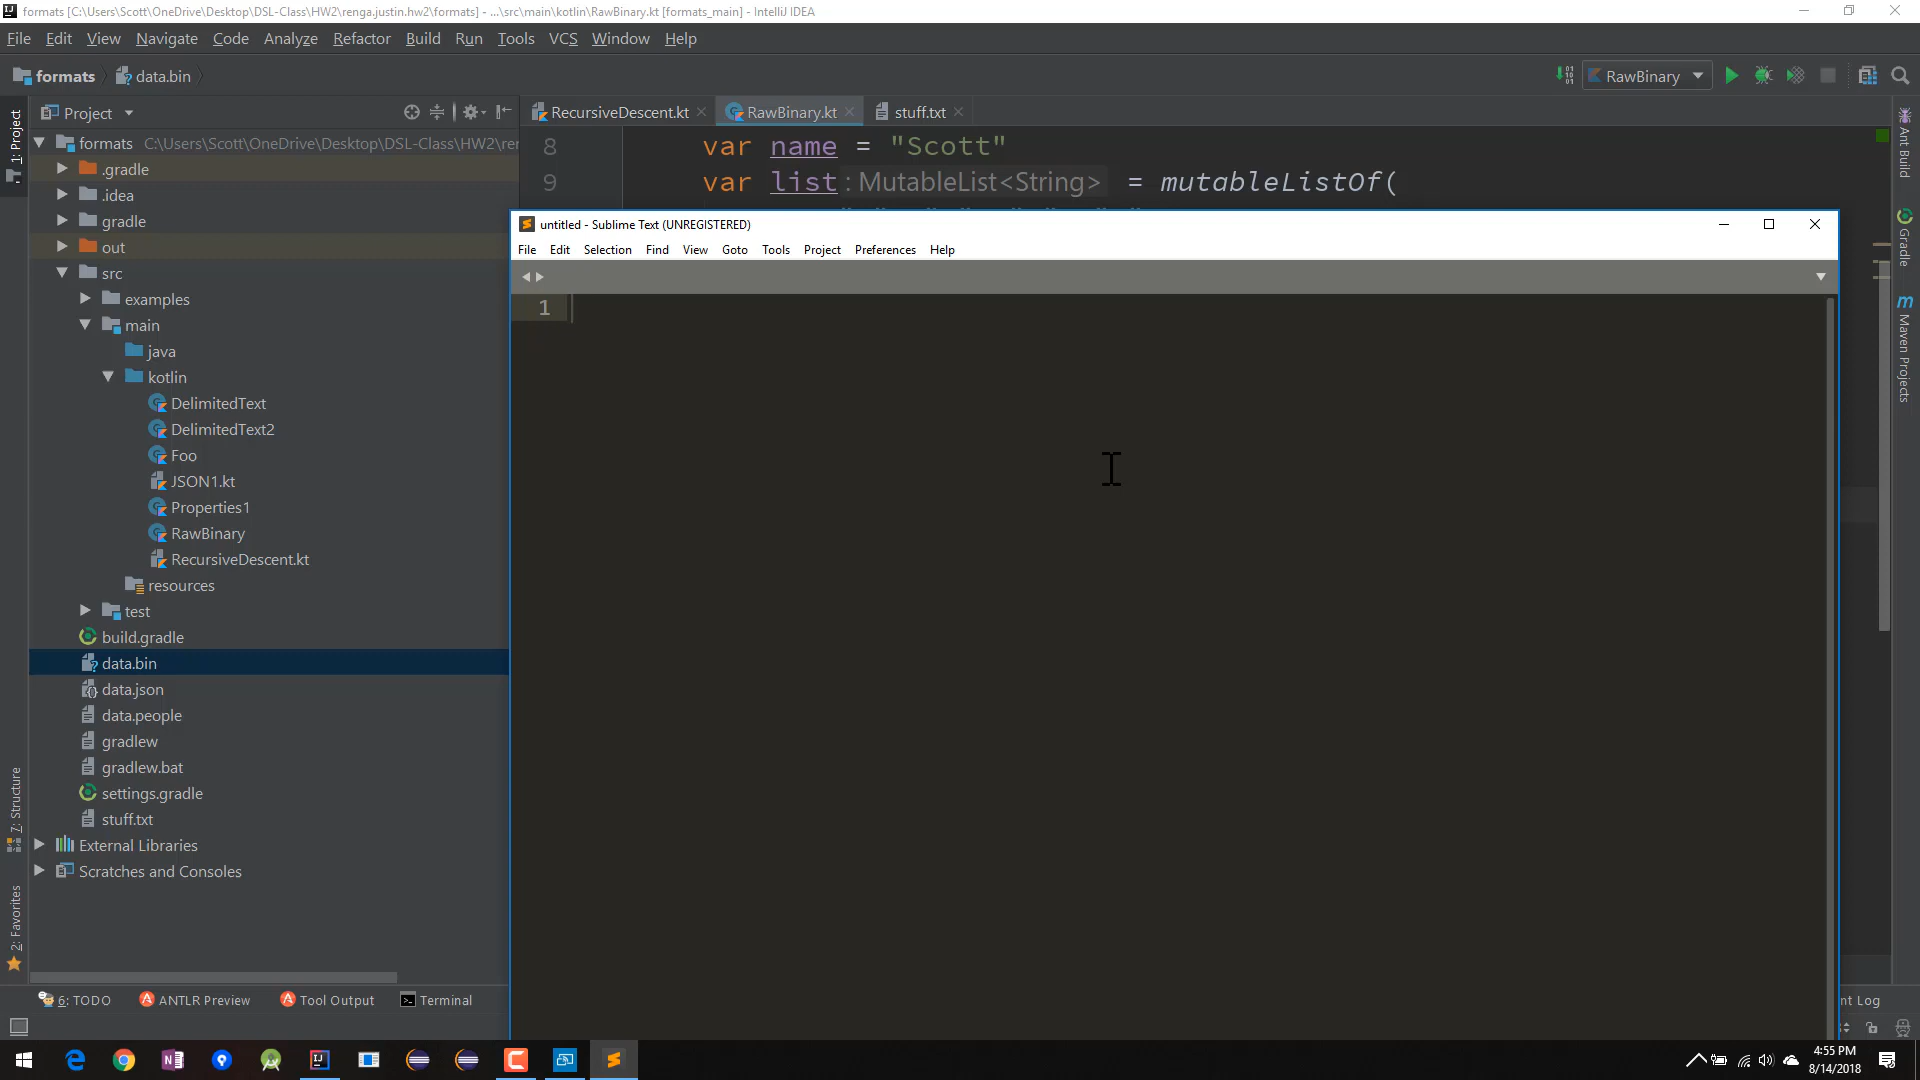 formats [C:\Users\Scott\OneDrive\Desktop\DSL-Class\HW2\renga.justin.hw2\formats] - ...\src\main\kotlin\RawBinary.kt [formats_main] - IntelliJ IDEA
File Edit View Navigate Code Analyze Refactor Build Run Tools VCS Window Help
formats data.bin RawBinary
Project RecursiveDescent.kt RawBinary.kt stuff.txt
1: Project
formats C:\Users\Scott\OneDrive\Desktop\DSL-Class\HW2\ren
8 var name = "Scott"
9 var list: MutableList<String> = mutableListOf(
.gradle
.idea
gradle
out
src
examples
main
java
kotlin
DelimitedText
DelimitedText2
Foo
JSON1.kt
Properties1
RawBinary
RecursiveDescent.kt
resources
test
build.gradle
data.bin
data.json
data.people
gradlew
gradlew.bat
settings.gradle
stuff.txt
External Libraries
Scratches and Consoles
7: Structure
2: Favorites
untitled - Sublime Text (UNREGISTERED)
File Edit Selection Find View Goto Tools Project Preferences Help
1
Ant Build
Gradle
Maven Projects
6: TODO ANTLR Preview Tool Output Terminal
nt Log
4:55 PM
8/14/2018